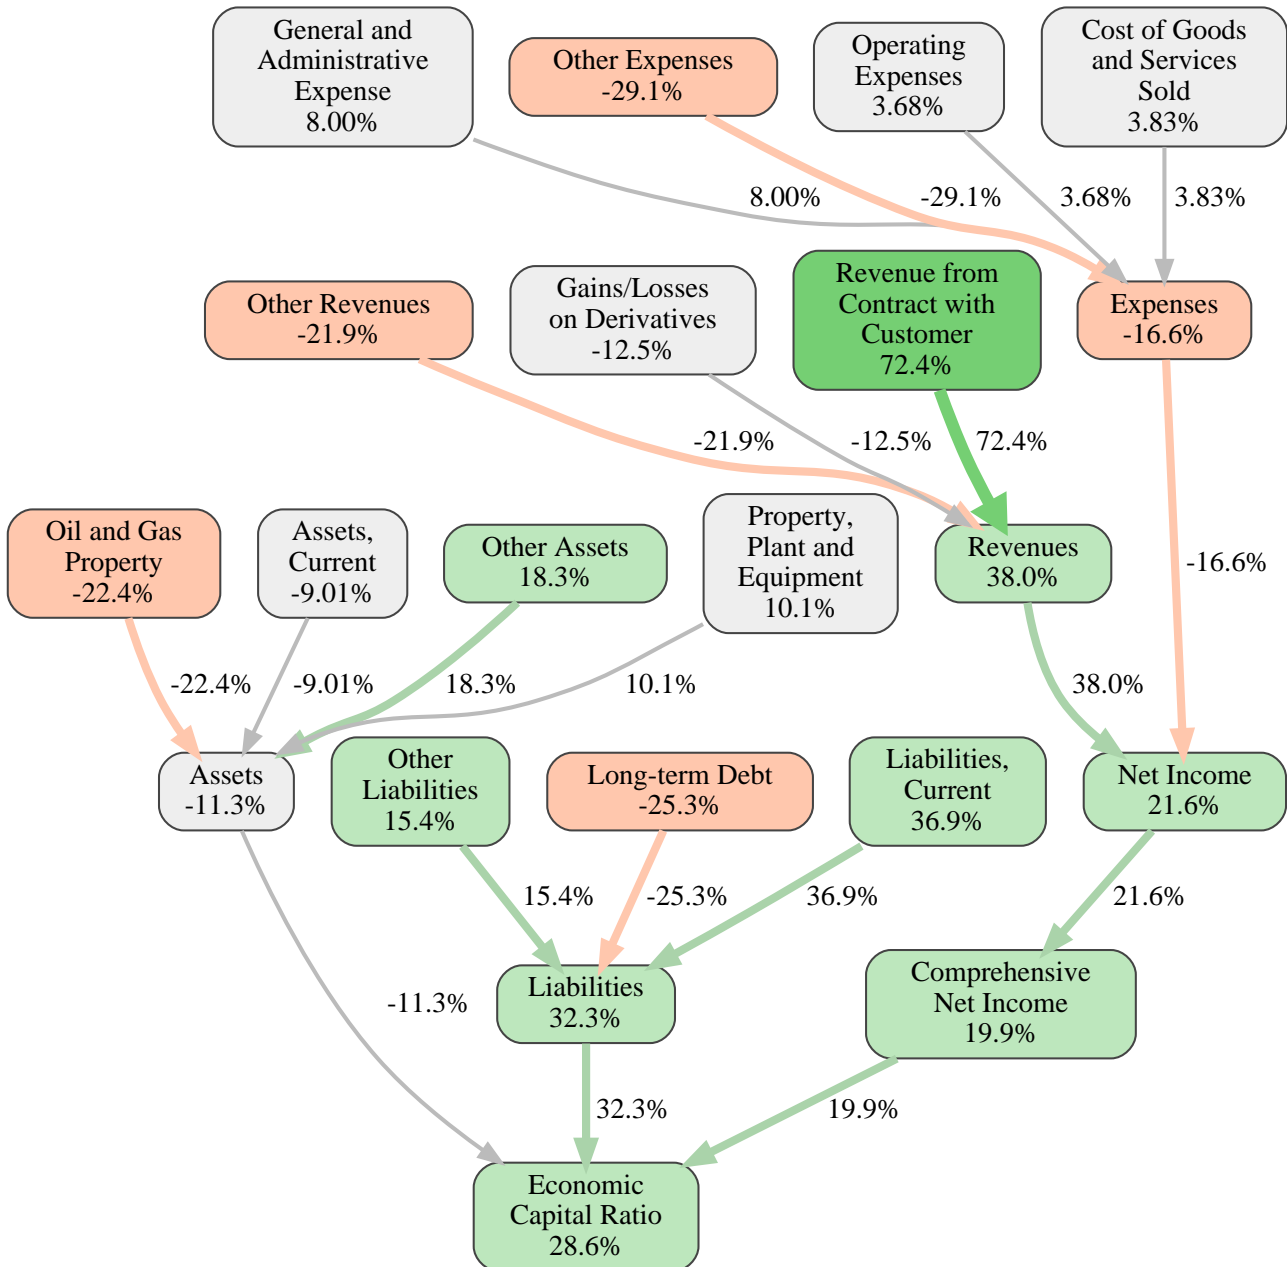 General and
Administrative
Expense
8.00%
Other Expenses
-29.1%
Operating
Expenses
3.68%
Cost of Goods
and Services
Sold
3.83%
8.00%
-29.1%
3.68%
3.83%
Other Revenues
-21.9%
Gains/Losses
on Derivatives
-12.5%
Revenue from
Contract with
Customer
72.4%
Expenses
-16.6%
-21.9%
-12.5%
72.4%
Oil and Gas
Property
-22.4%
Assets,
Current
-9.01%
Other Assets
18.3%
Property,
Plant and
Equipment
10.1%
Revenues
38.0%
-16.6%
-22.4%
-9.01%
18.3%
10.1%
38.0%
Assets
-11.3%
Other
Liabilities
15.4%
Long-term Debt
-25.3%
Liabilities,
Current
36.9%
Net Income
21.6%
15.4%
-25.3%
36.9%
21.6%
-11.3%
Liabilities
32.3%
Comprehensive
Net Income
19.9%
32.3%
19.9%
Economic
Capital Ratio
28.6%